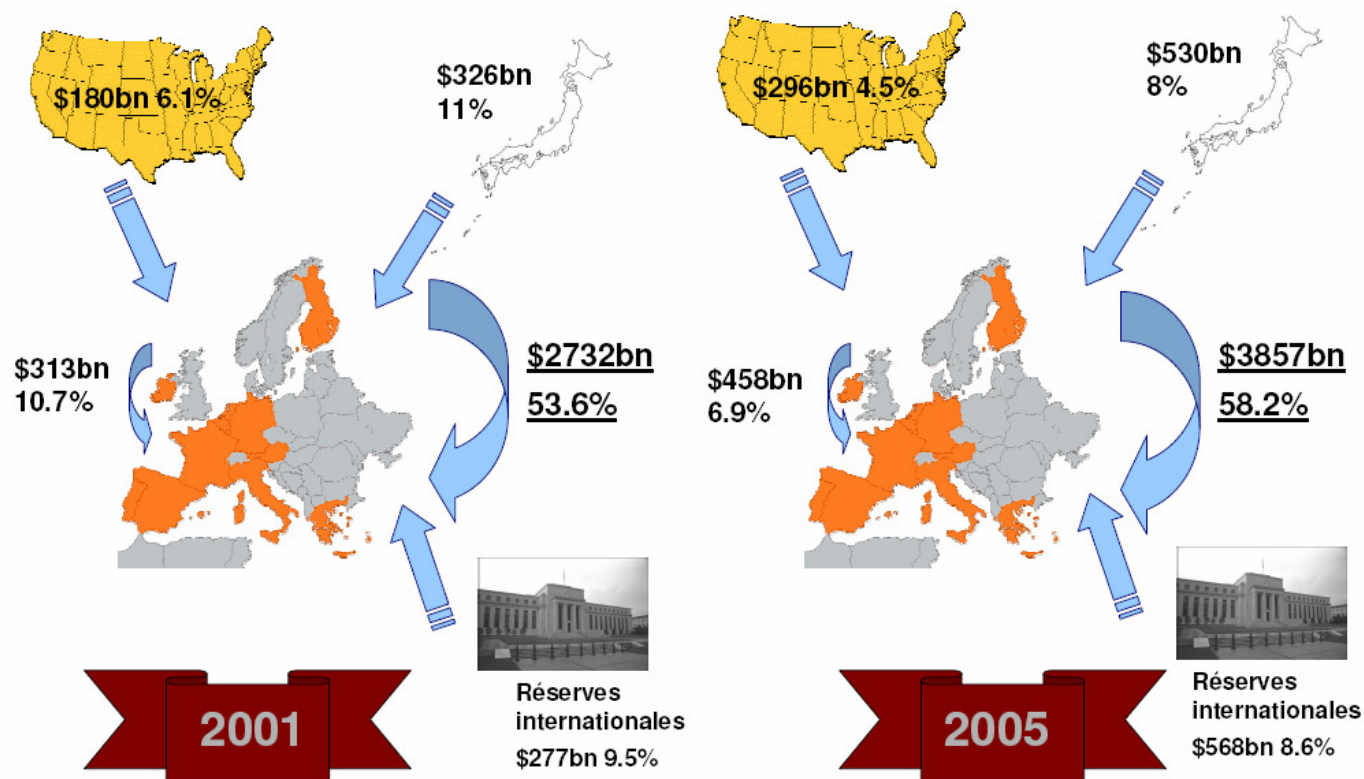 $180bn 6.1%
$326bn
11%
$313bn
10.7%
$2732bn
53.6%
Réserves
internationales
$277bn 9.5%
2001
$296bn 4.5%
$530bn
8%
$458bn
6.9%
$3857bn
58.2%
Réserves
internationales
$568bn 8.6%
2005